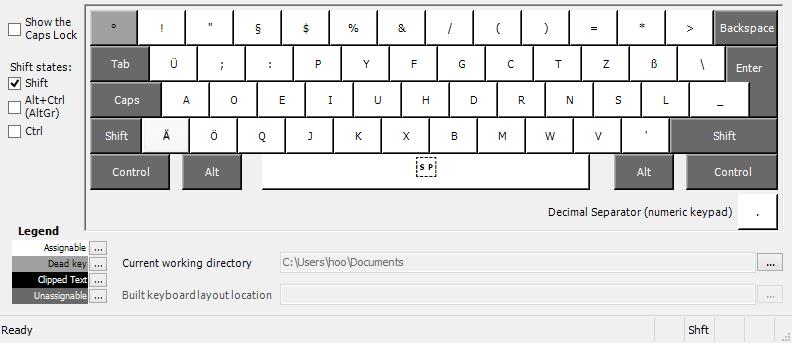 Show the
Caps Lock
Shift states:
Shift
Alt+Ctrl
(AltGr)
Ctrl
° ! " § $ % & / ( ) = * > Backspace
Tab Ü ; : P Y F G C T Z ß \ Enter
Caps A O E I U H D R N S L _
Shift Ä Ö Q J K X B M W V ' Shift
Control Alt SP Alt Control
Decimal Separator (numeric keypad) .
Legend
Assignable ...
Dead key ...
Clipped Text ...
Unassignable ...
Current working directory C:\Users\hoo\Documents ...
Built keyboard layout location ...
Ready Shft